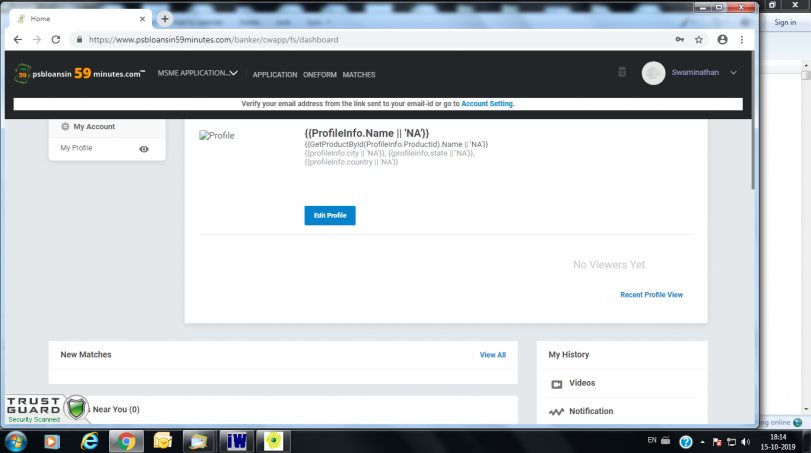 Home
Sign in
https://www.psbloansin59minutes.com/banker/cwapp/fs/dashboard
psbloansin 59 minutes.com™ MSME APPLICATION... APPLICATION ONEFORM MATCHES Swaminathan
Verify your email address from the link sent to your email-id or go to Account Setting.
My Account
My Profile
Profile
{{ProfileInfo.Name || 'NA'}}
{{GetProductById(ProfileInfo.ProductId).Name || 'NA'}}
{{profileInfo.city || 'NA'}}, {{profileInfo.state || 'NA'}},
{{profileInfo.country || 'NA'}}
Edit Profile
No Viewers Yet
Recent Profile View
New Matches View All
My History
Videos
Notification
TRUST
GUARD
Security Scanned
s Near You (0)
ng online
iW
EN
18:14
15-10-2019